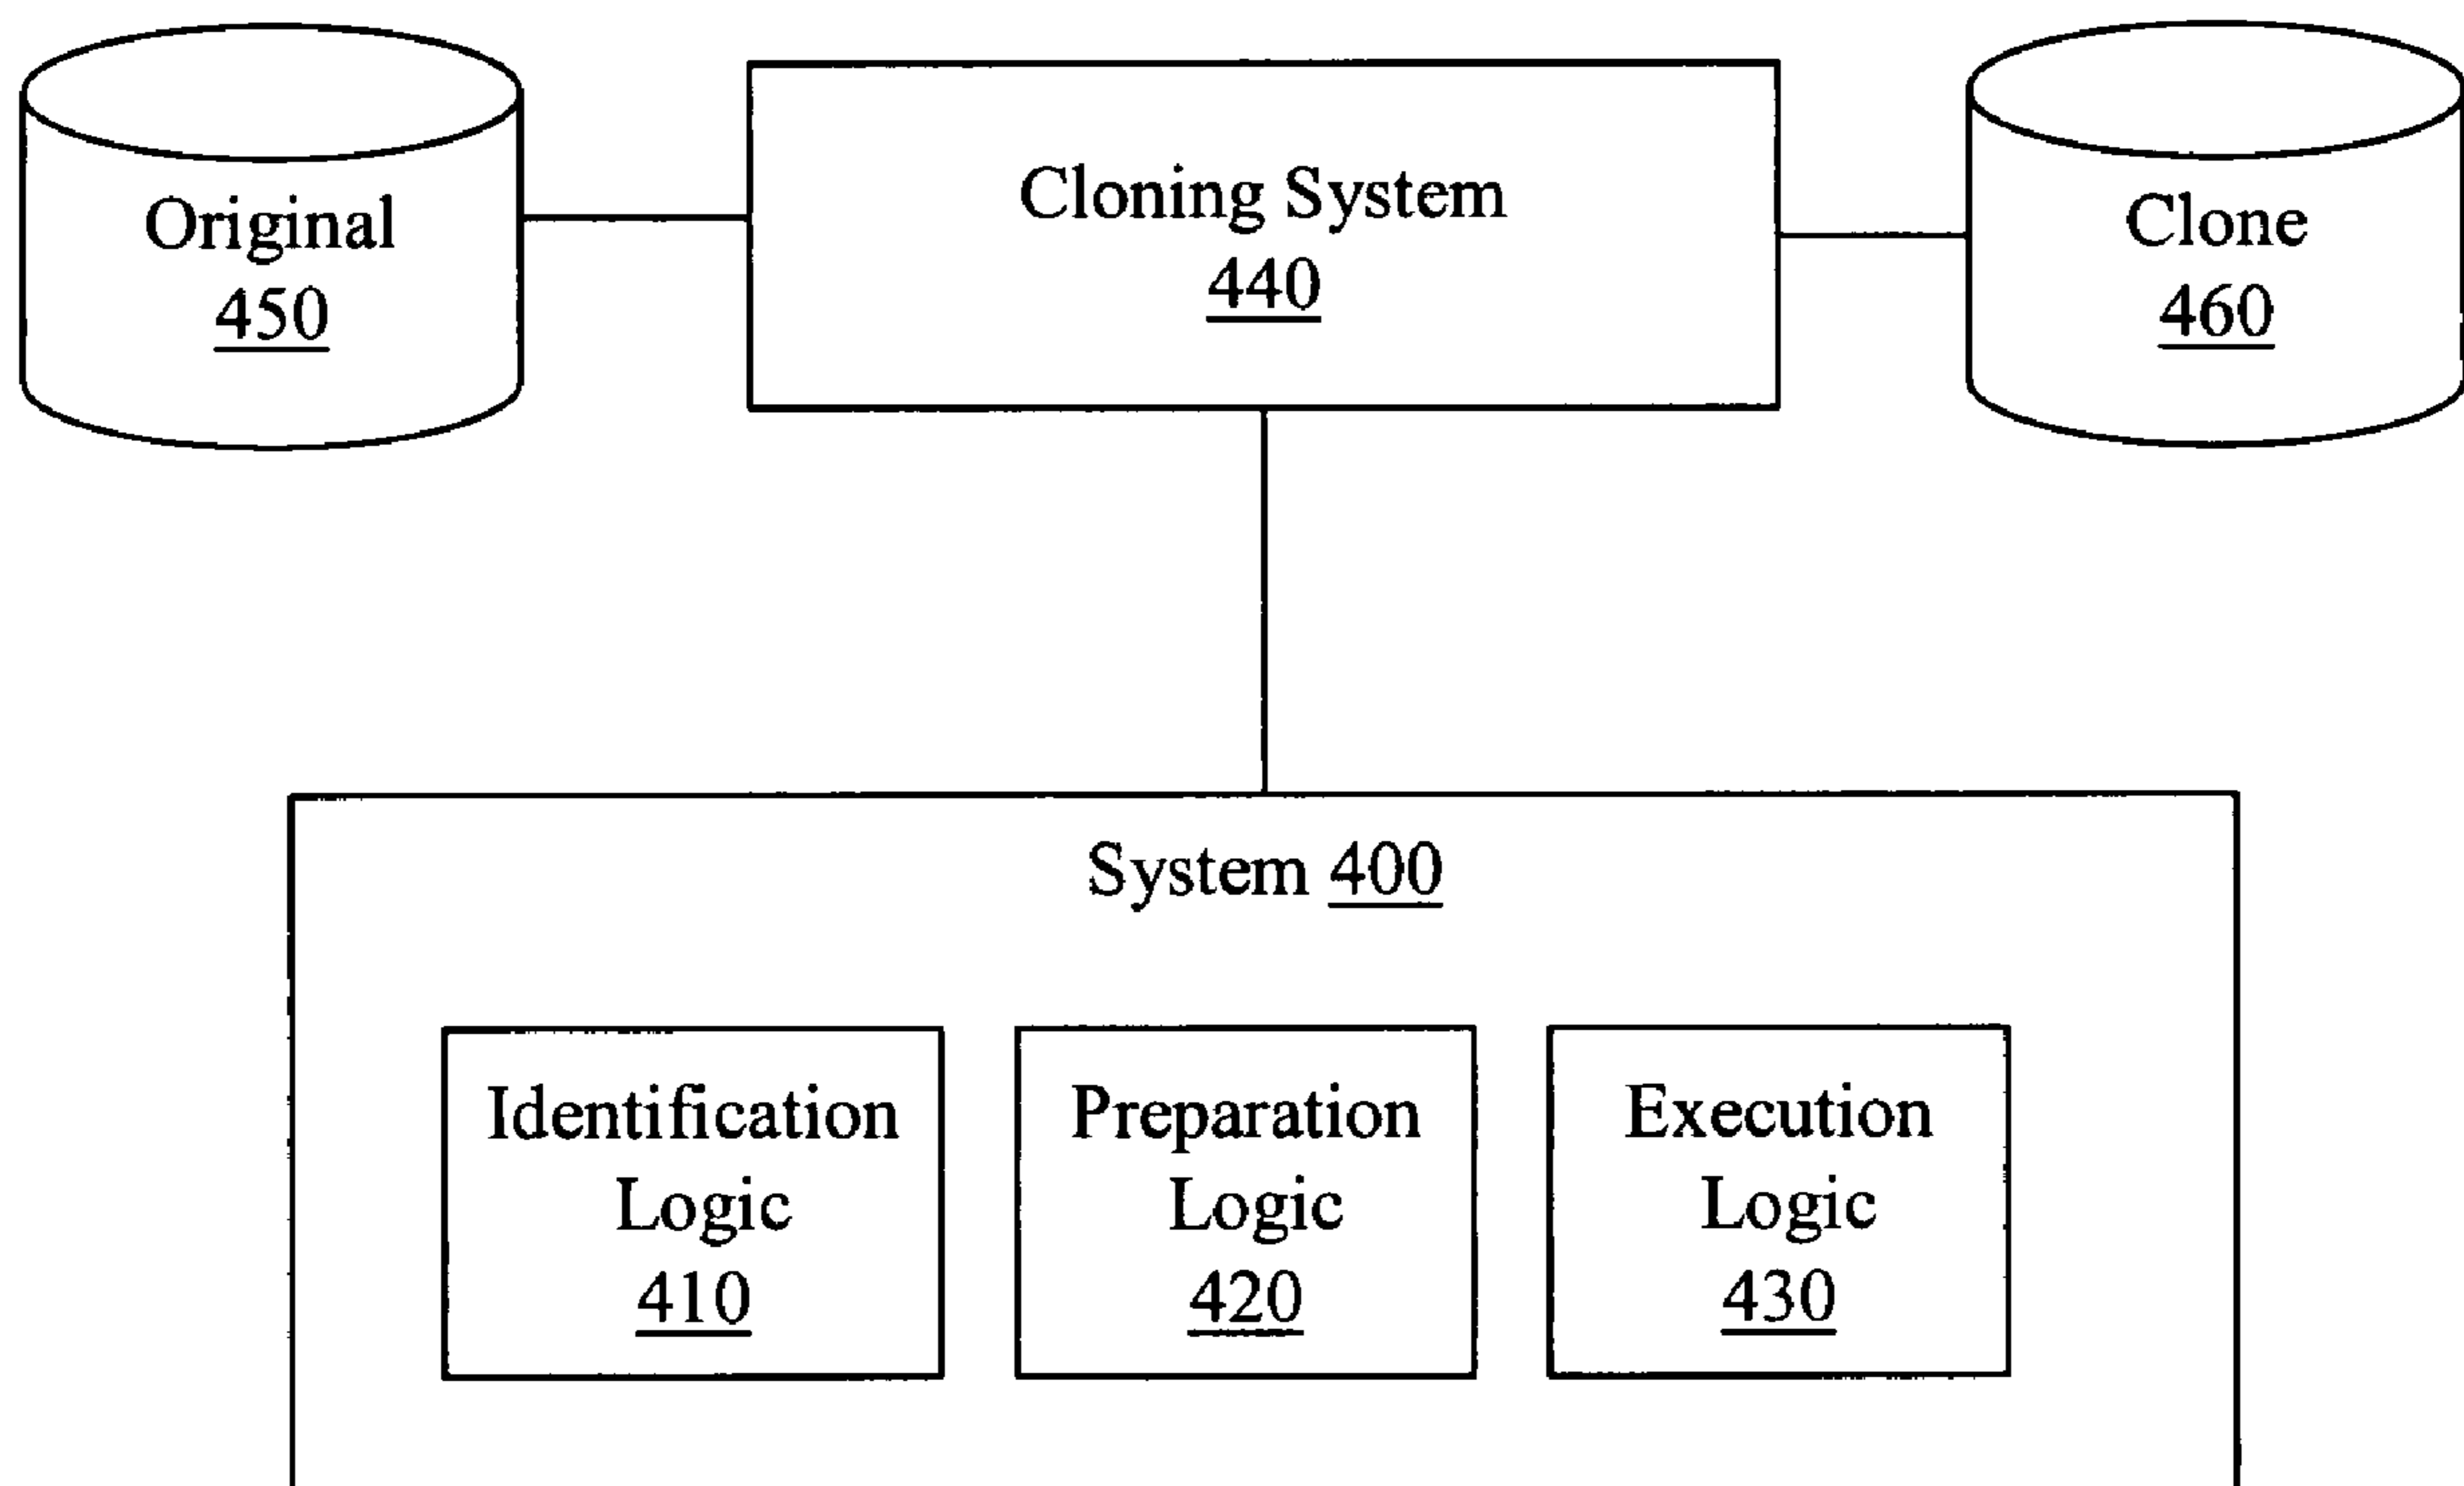 Original
450
Cloning System
440
Clone
460
System 400
Identification
Logic
410
Preparation
Logic
420
Execution
Logic
430